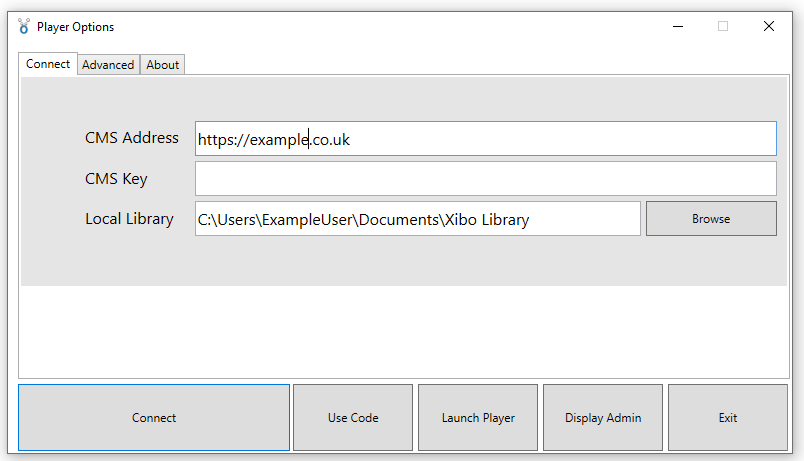 Player Options
Connect Advanced About
CMS Address https://example.co.uk
CMS Key
Local Library C:\Users\ExampleUser\Documents\Xibo Library Browse
Connect Use Code Launch Player Display Admin Exit